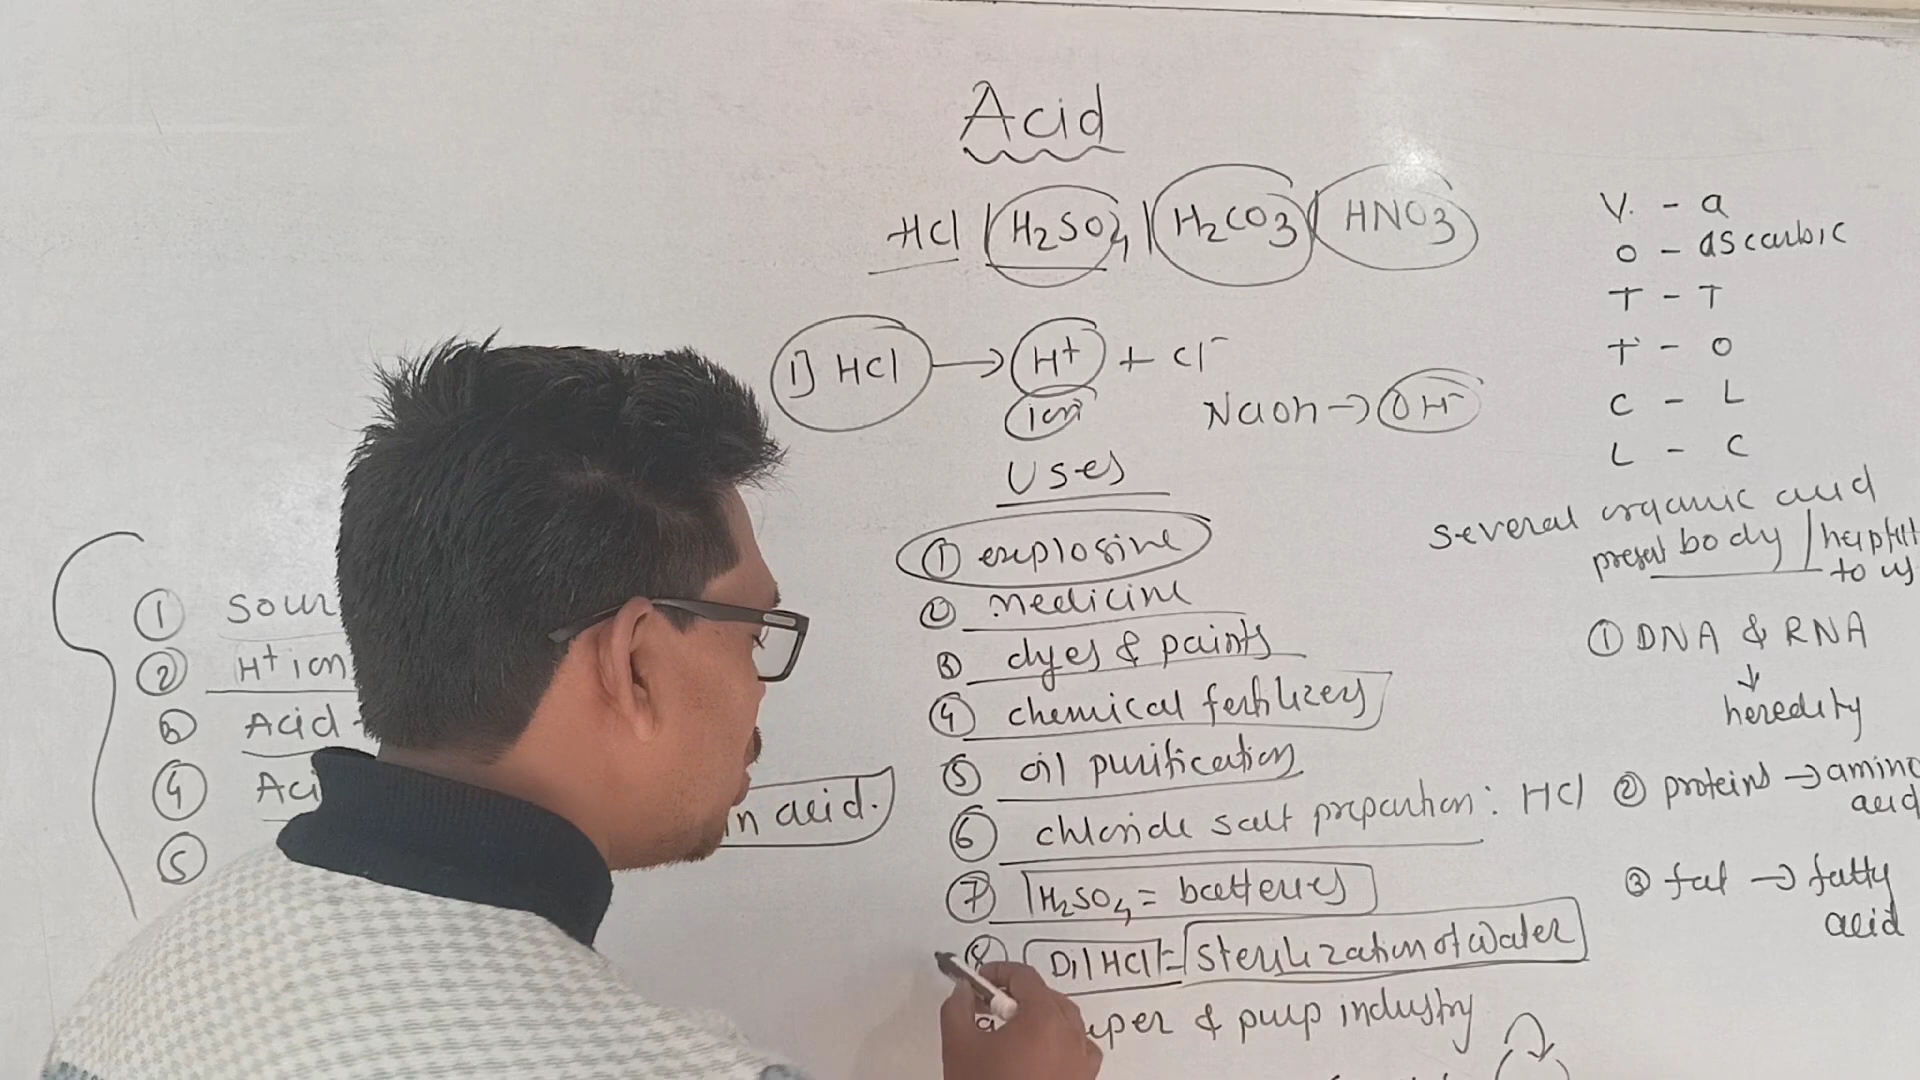 Acid
HCl | H2SO4 | H2CO3 | HNO3
1) HCl → H+ + Cl-
ion
NaOh → OH-
Uses
① explosive
② medicine
③ dyes & paints
④ chemical fertilizers
⑤ oil purification
⑥ chloride salt preparation: HCl
⑦ H2SO4 = batteries
⑧ Dil HCl = Sterilization of Water
& pulp industry
① Sour
② H+ ion
③ Acid
④ Aci
in acid.
⑤
V. - a
O - ascarbic
T - T
T - O
C - L
L - C
several organic acid
present body / helpful
to us
① DNA & RNA
↓
heredity
② proteins → amino
acid
③ fat → fatty
acid